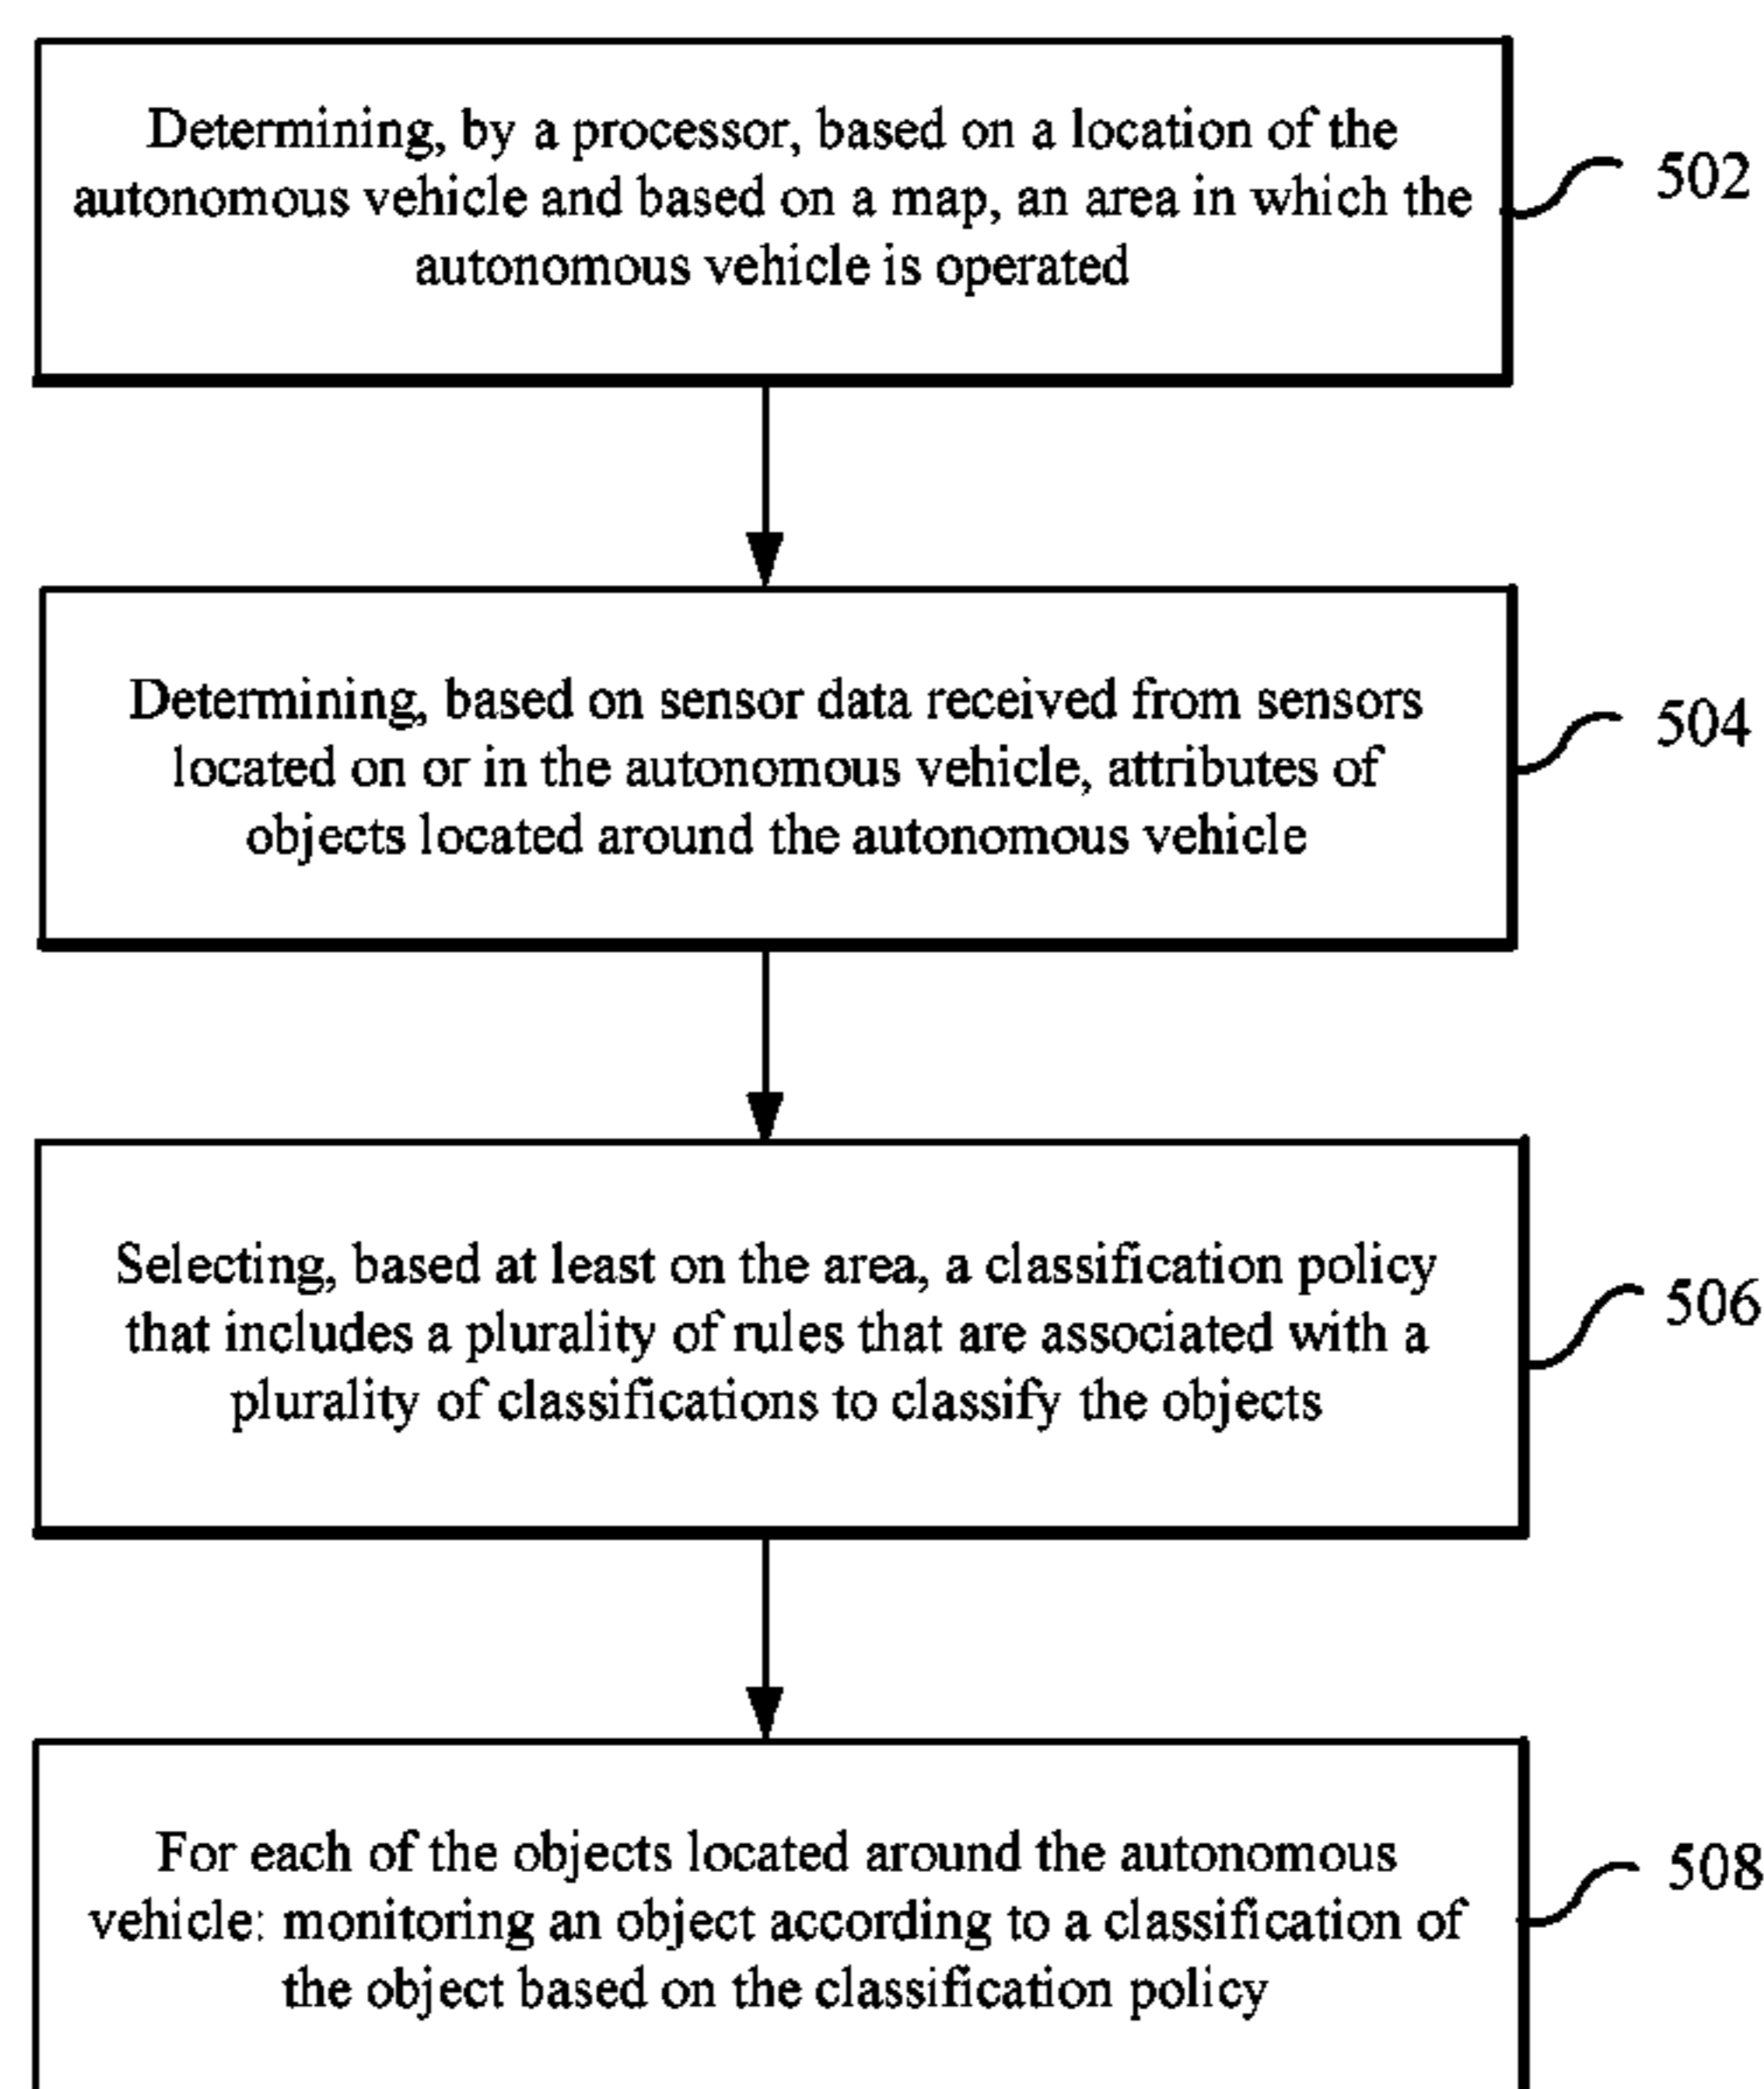 Determining, by a processor, based on a location of the
autonomous vehicle and based on a map, an area in which the
autonomous vehicle is operated
502
Determining, based on sensor data received from sensors
located on or in the autonomous vehicle, attributes of
objects located around the autonomous vehicle
504
Selecting, based at least on the area, a classification policy
that includes a plurality of rules that are associated with a
plurality of classifications to classify the objects
506
For each of the objects located around the autonomous
vehicle: monitoring an object according to a classification of
the object based on the classification policy
508